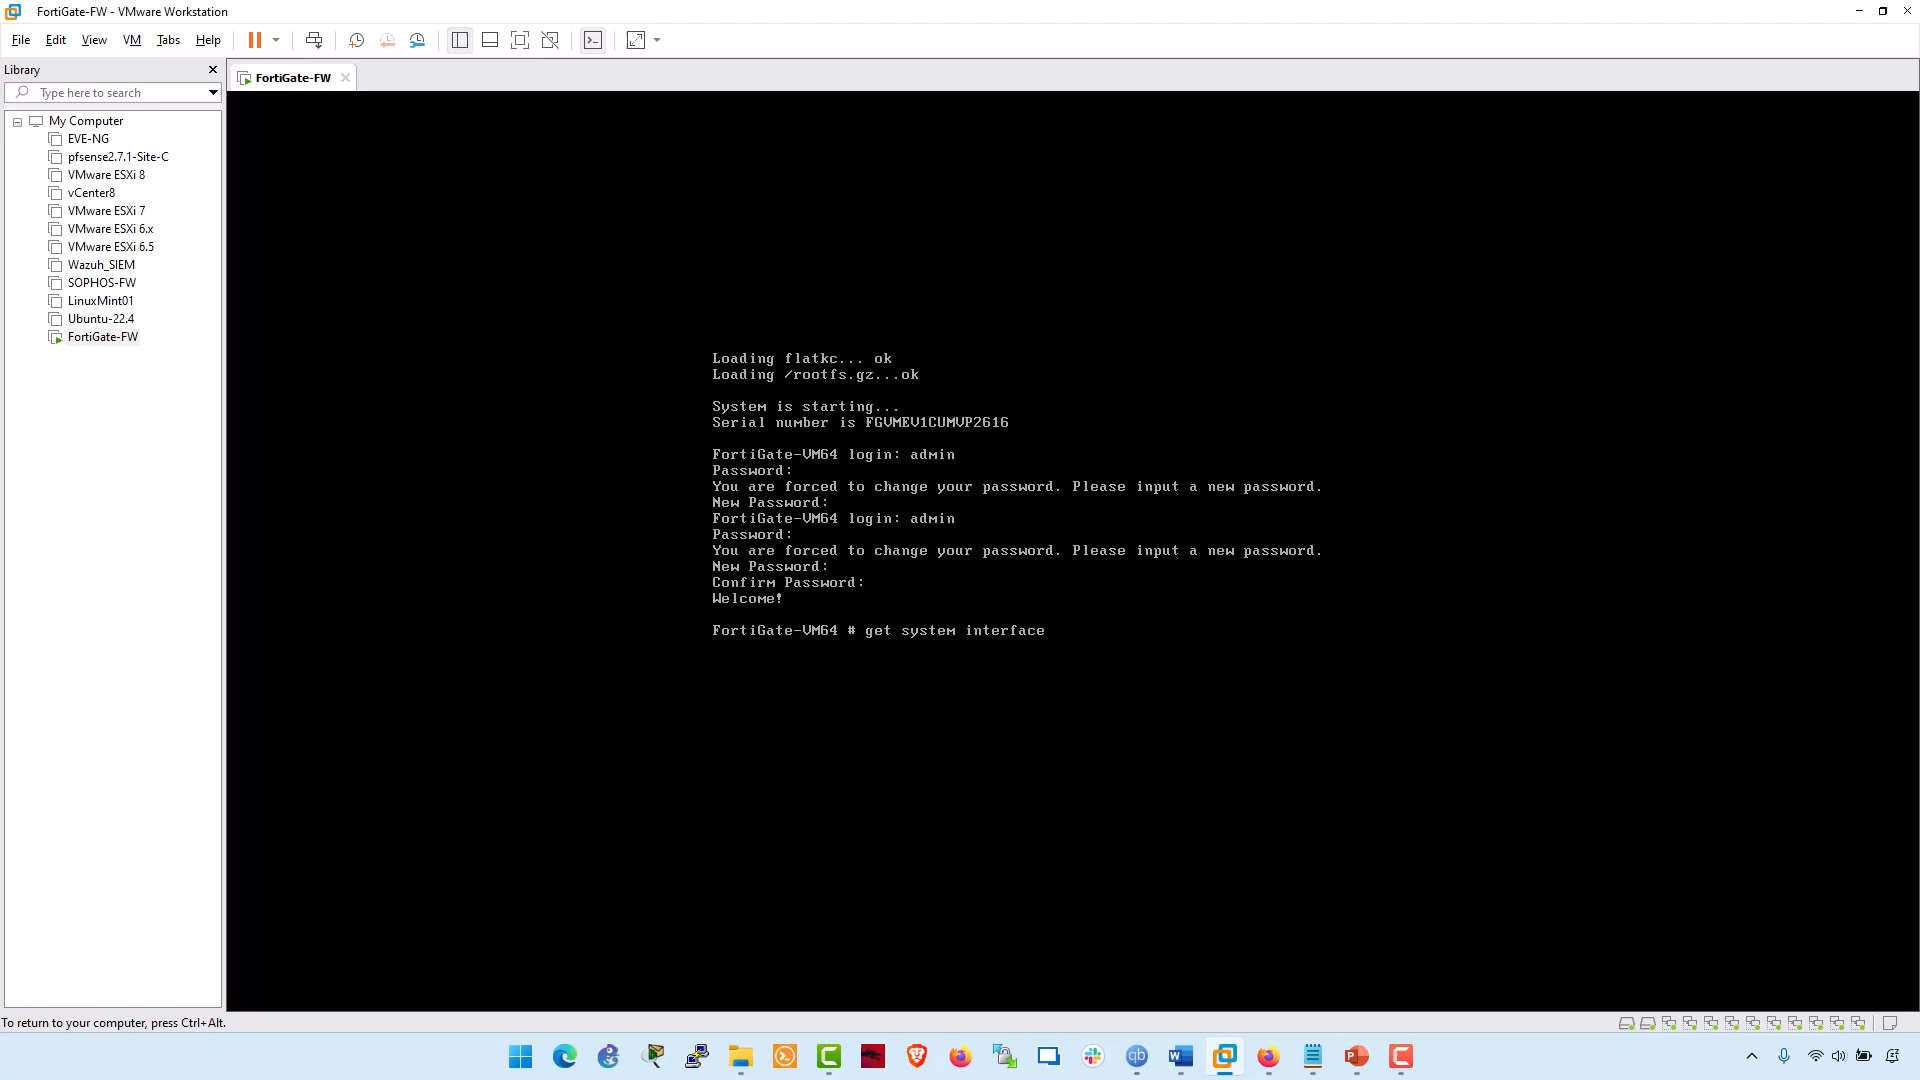 FortiGate-FW - VMware Workstation
File Edit View VM Tabs Help
Library
Type here to search
FortiGate-FW
My Computer
EVE-NG
pfsense2.7.1-Site-C
VMware ESXi 8
vCenter8
VMware ESXi 7
VMware ESXi 6.x
VMware ESXi 6.5
Wazuh_SIEM
SOPHOS-FW
LinuxMint01
Ubuntu-22.4
FortiGate-FW
Loading flatkc... ok
Loading /rootfs.gz...ok
System is starting...
Serial number is FGVMEV1CUMVP2616
FortiGate-VM64 login: admin
Password:
You are forced to change your password. Please input a new password.
New Password:
FortiGate-VM64 login: admin
Password:
You are forced to change your password. Please input a new password.
New Password:
Confirm Password:
Welcome!
FortiGate-VM64 # get system interface
To return to your computer, press Ctrl+Alt.